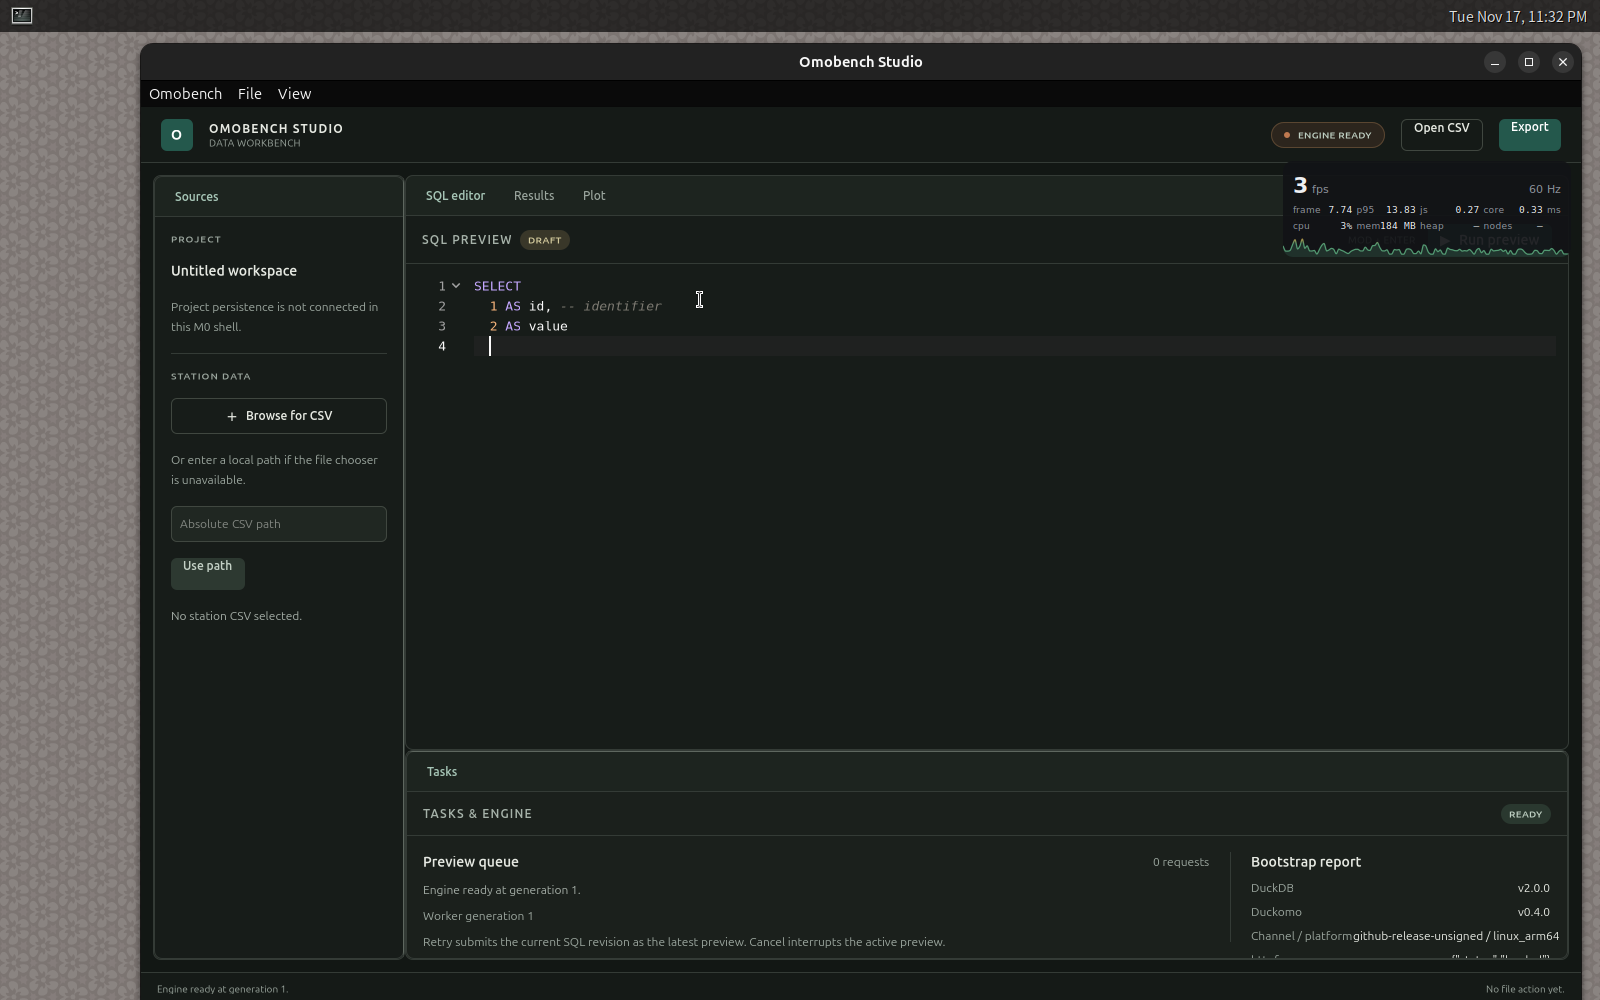 Tue Nov 17, 11:32 PM
Omobench Studio
Omobench File View
O
OMOBENCH STUDIO
DATA WORKBENCH
ENGINE READY
Open CSV
Export
Sources
PROJECT
Untitled workspace
Project persistence is not connected in
this M0 shell.
STATION DATA
+ Browse for CSV
Or enter a local path if the file chooser
is unavailable.
Absolute CSV path
Use path
No station CSV selected.
SQL editor Results Plot
3 fps 60 Hz
frame 7.74 p95 13.83 js 0.27 core 0.33 ms
cpu 3% mem 184 MB heap — nodes —
SQL PREVIEW DRAFT
Run preview
1 SELECT
2 1 AS id, -- identifier
3 2 AS value
4
Tasks
TASKS & ENGINE
READY
Preview queue
0 requests
Engine ready at generation 1.
Worker generation 1
Retry submits the current SQL revision as the latest preview. Cancel interrupts the active preview.
Bootstrap report
DuckDB v2.0.0
Duckomo v0.4.0
Channel / platform github-release-unsigned / linux_arm64
Engine ready at generation 1.
No file action yet.